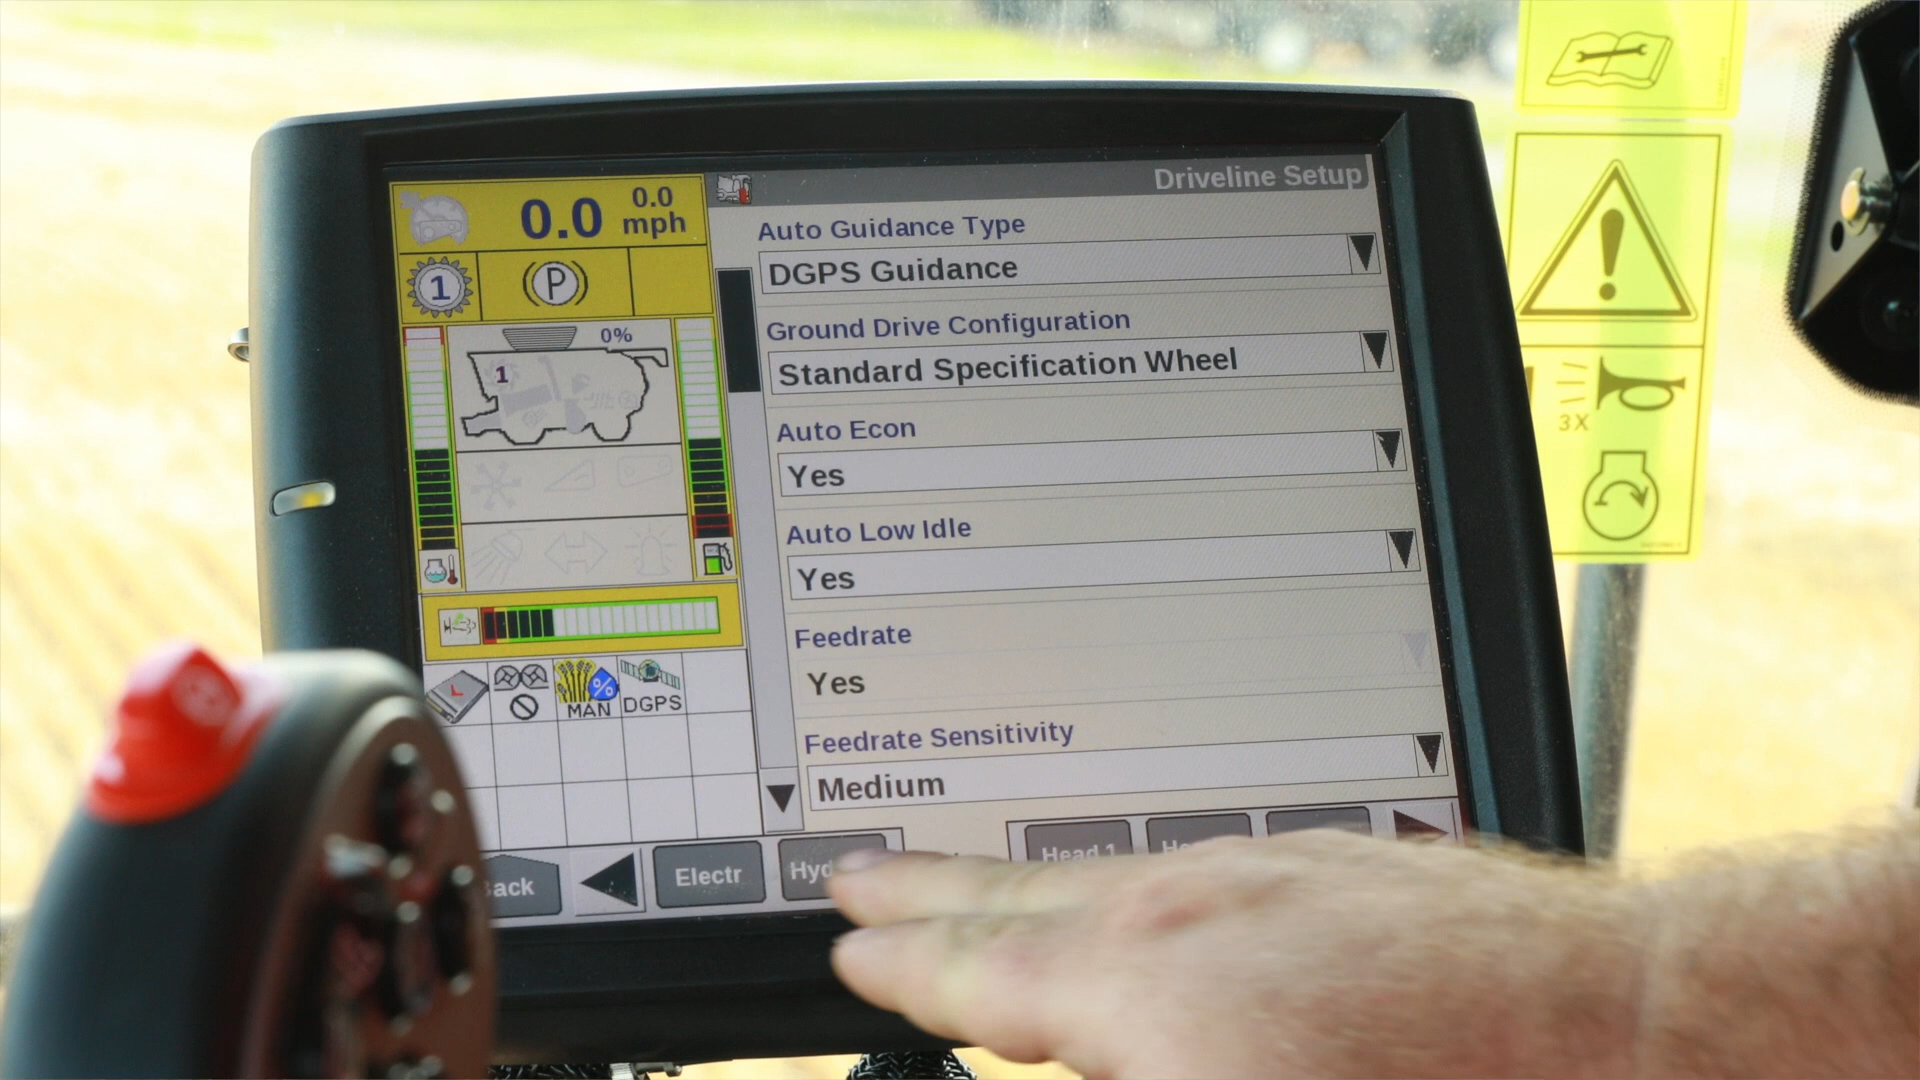 Driveline Setup
0.0
0.0
mph
1
P
0%
1
MAN
DGPS
Auto Guidance Type
DGPS Guidance
Ground Drive Configuration
Standard Specification Wheel
Auto Econ
Yes
Auto Low Idle
Yes
Feedrate
Yes
Feedrate Sensitivity
Medium
Electr
Head 1
3X